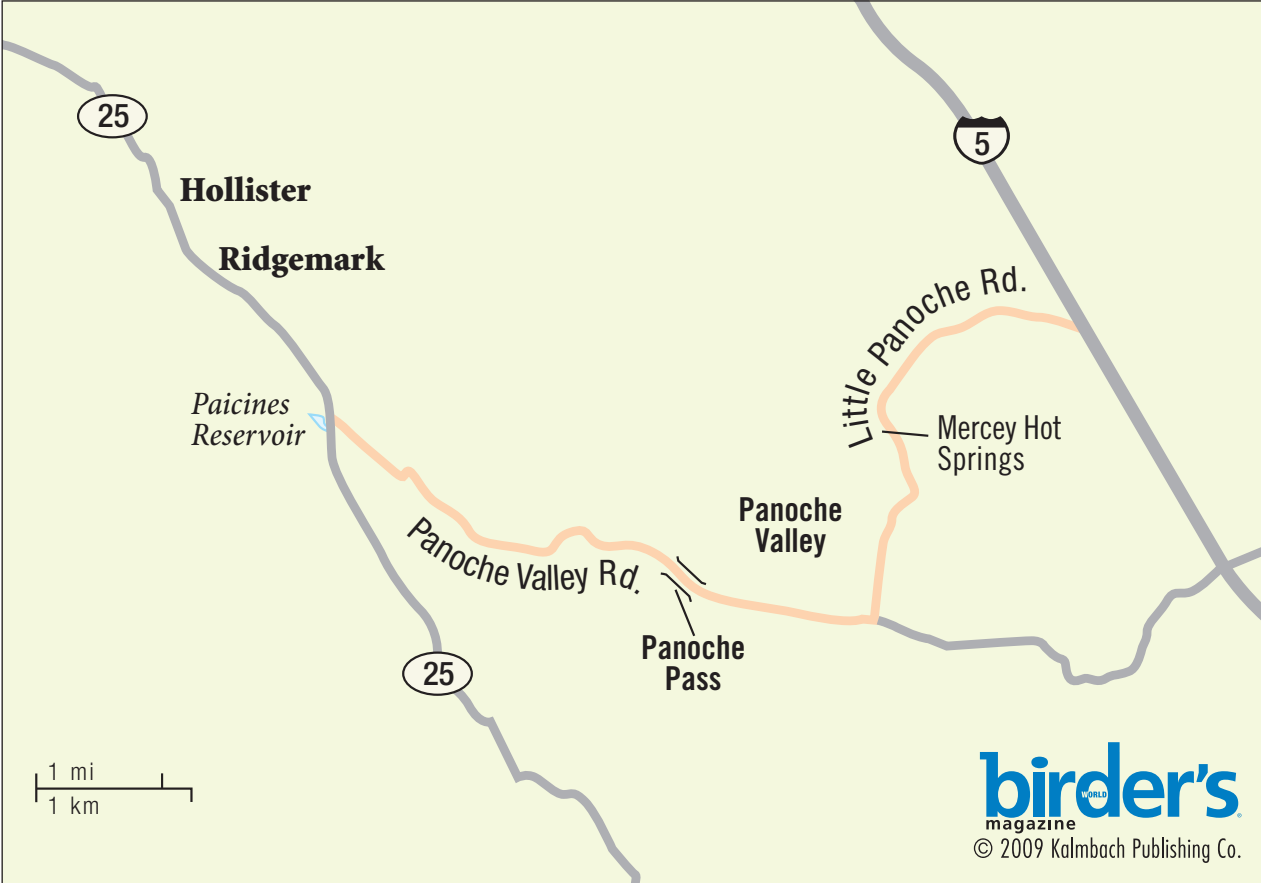 25
Hollister
Ridgemark
5
Little Panoche Rd.
Paicines
Reservoir
Mercey Hot
Springs
Panoche
Valley
Panoche Valley Rd.
Panoche
Pass
25
1 mi
1 km
birder's
WORLD
magazine
© 2009 Kalmbach Publishing Co.